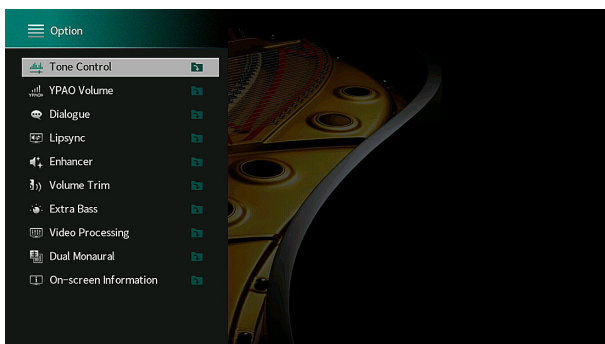 Option
Tone Control
YPAO Volume
Dialogue
Lipsync
Enhancer
Volume Trim
Extra Bass
Video Processing
Dual Monaural
On-screen Information